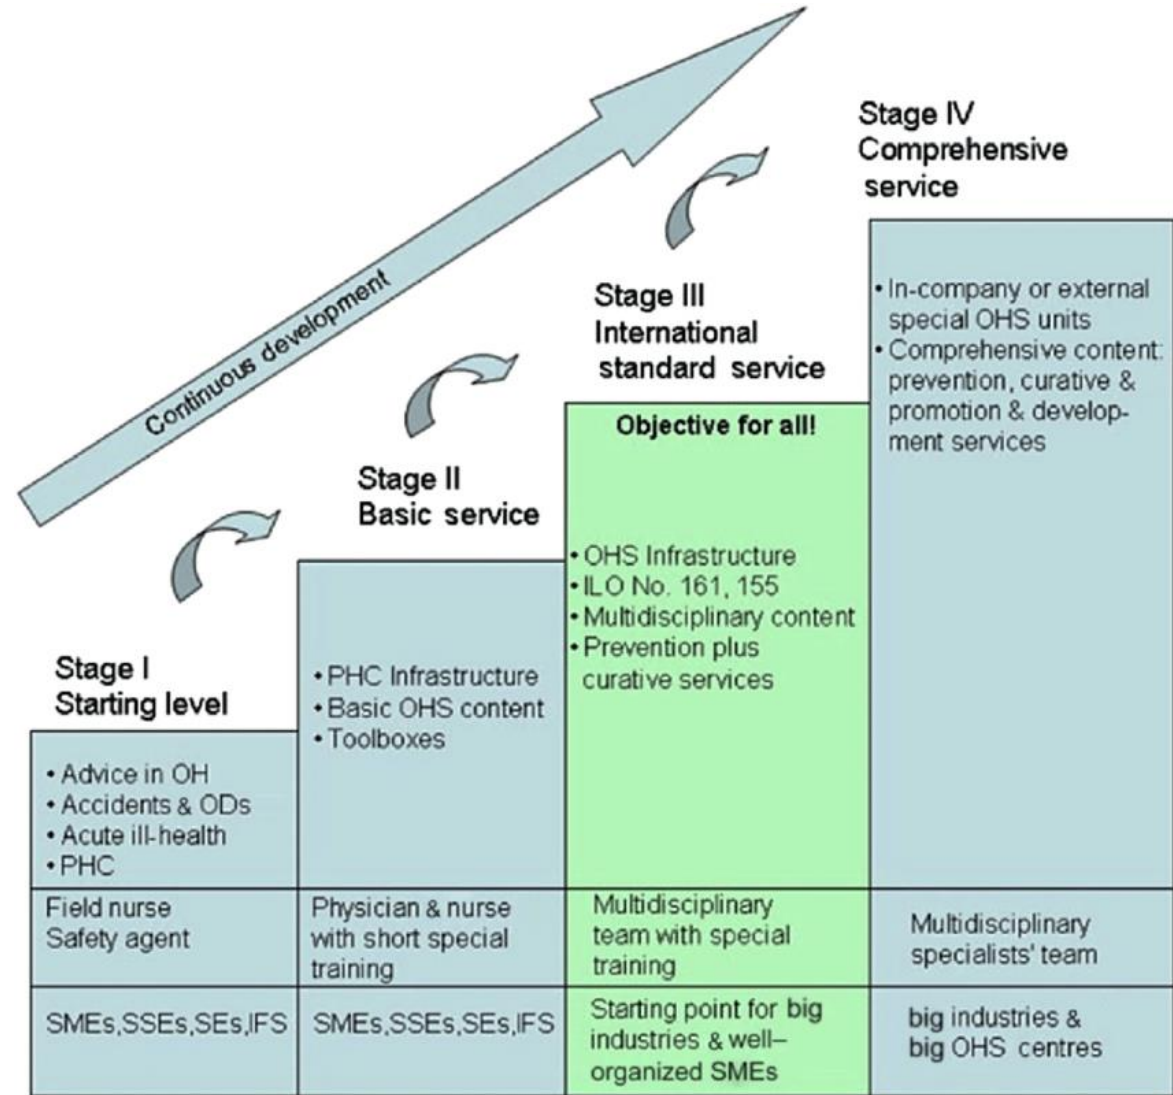 Continuous development
Stage I
Starting level
• Advice in OH
• Accidents & ODs
• Acute ill-health
• PHC
Field nurse
Safety agent
SMEs,SSEs,SEs,IFS
Stage II
Basic service
• PHC Infrastructure
• Basic OHS content
• Toolboxes
Physician & nurse
with short special
training
SMEs,SSEs,SEs,IFS
Stage III
International
standard service
Objective for all!
• OHS Infrastructure
• ILO No. 161, 155
• Multidisciplinary content
• Prevention plus
curative services
Multidisciplinary
team with special
training
Starting point for big
industries & well–
organized SMEs
Stage IV
Comprehensive
service
• In-company or external
special OHS units
• Comprehensive content:
prevention, curative &
promotion & develop-
ment services
Multidisciplinary
specialists' team
big industries &
big OHS centres